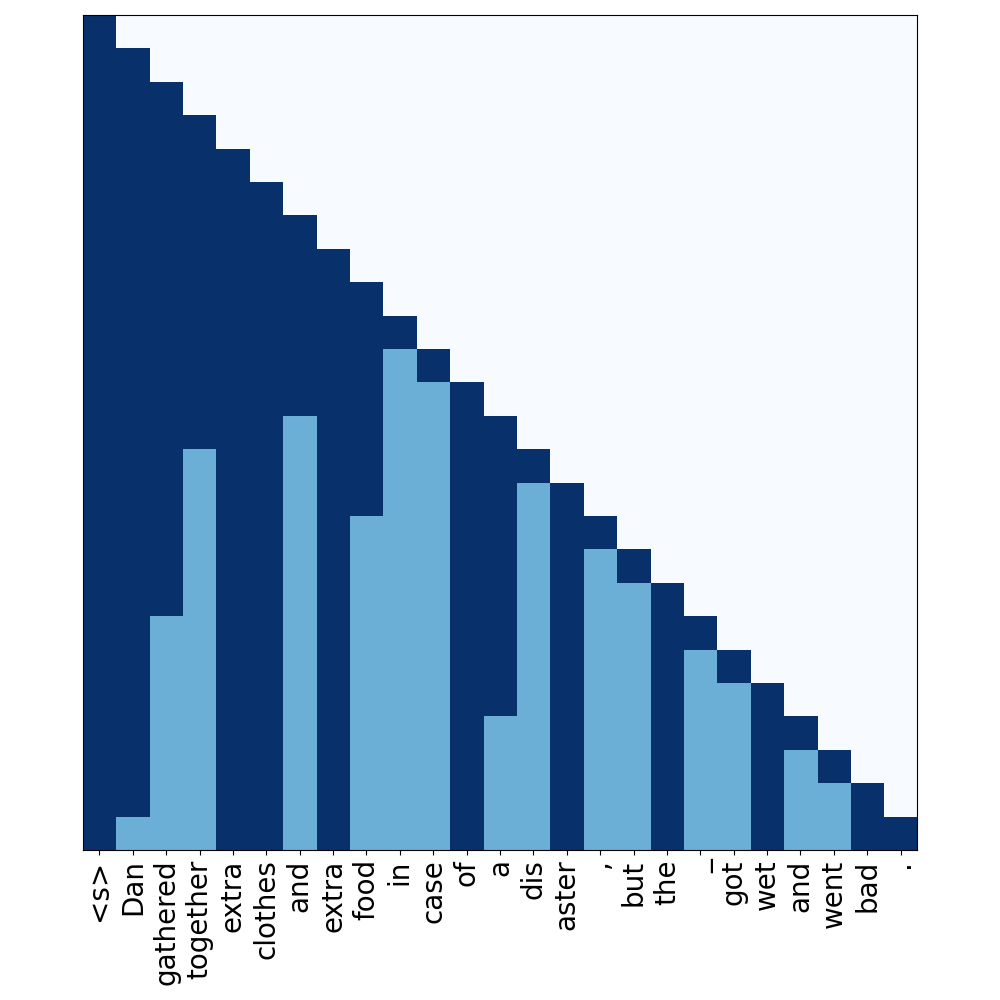 <s> Dan gathered together extra clothes and extra food in case of a dis aster , but the _ got wet and went bad .